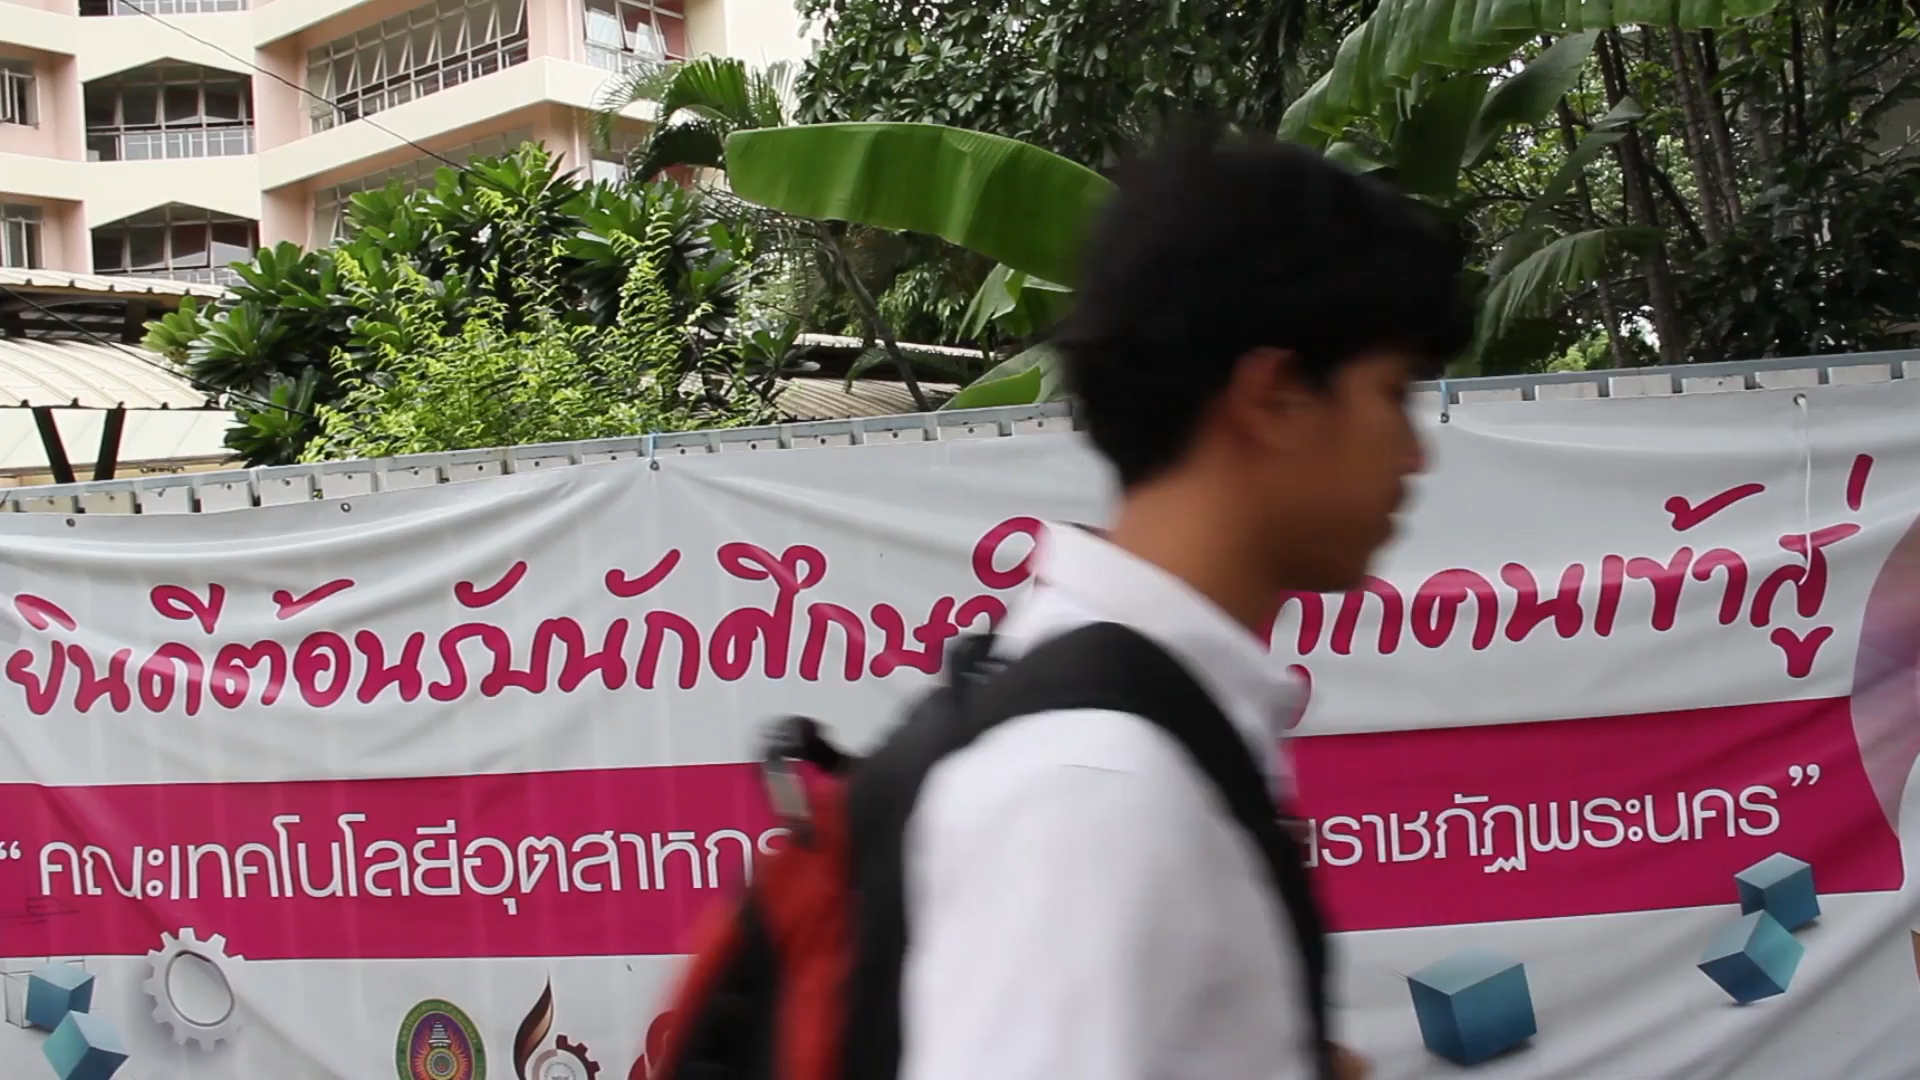 ยินดีต้อนรับนักศึกษา ทุกคนเข้าสู่
“ คณะเทคโนโลยีอุตสาหก ราชภัฏพระนคร ”